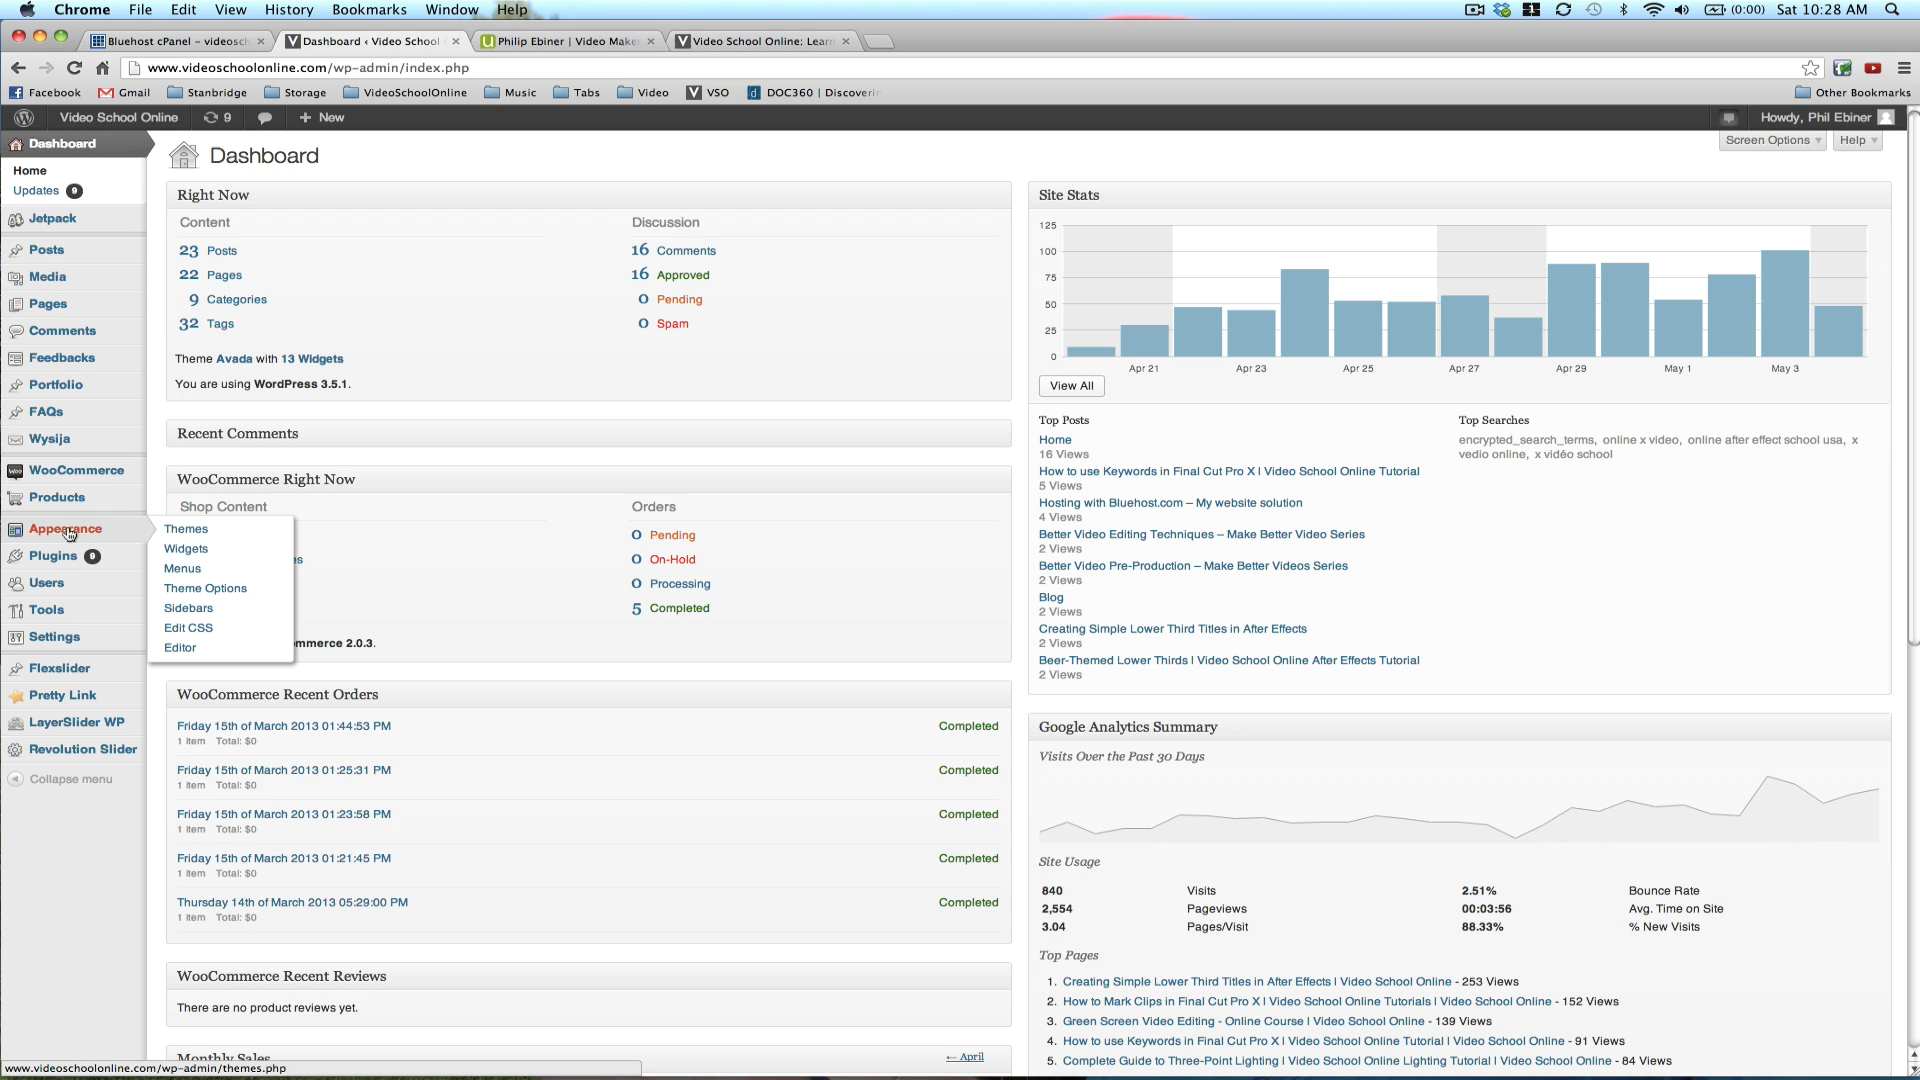 Chrome File Edit View History Bookmarks Window Help (0:00) Sat 10:28 AM
Bluehost cPanel – videosch Dashboard ‹ Video School Philip Ebiner | Video Make Video School Online: Learn
www.videoschoolonline.com/wp-admin/index.php
Facebook Gmail Stanbridge Storage VideoSchoolOnline Music Tabs Video VSO DOC360 | Discoverin Other Bookmarks
Video School Online 9 New Howdy, Phil Ebiner
Screen Options Help
Dashboard
Home
Updates 9
Jetpack
Posts
Media
Pages
Comments
Feedbacks
Portfolio
FAQs
Wysija
WooCommerce
Products
Appearance
Plugins 9
Users
Tools
Settings
Flexslider
Pretty Link
LayerSlider WP
Revolution Slider
Collapse menu
Themes
Widgets
Menus
Theme Options
Sidebars
Edit CSS
Editor
Dashboard
Right Now
Content Discussion
23 Posts 16 Comments
22 Pages 16 Approved
9 Categories 0 Pending
32 Tags 0 Spam
Theme Avada with 13 Widgets
You are using WordPress 3.5.1.
Recent Comments
WooCommerce Right Now
Shop Content Orders
0 Pending
es 0 On-Hold
0 Processing
5 Completed
mmerce 2.0.3.
WooCommerce Recent Orders
Friday 15th of March 2013 01:44:53 PM Completed
1 item Total: $0
Friday 15th of March 2013 01:25:31 PM Completed
1 item Total: $0
Friday 15th of March 2013 01:23:58 PM Completed
1 item Total: $0
Friday 15th of March 2013 01:21:45 PM Completed
1 item Total: $0
Thursday 14th of March 2013 05:29:00 PM Completed
1 item Total: $0
WooCommerce Recent Reviews
There are no product reviews yet.
Monthly Sales ← April
Site Stats
125
100
75
50
25
0
Apr 21 Apr 23 Apr 25 Apr 27 Apr 29 May 1 May 3
View All
Top Posts
Home
16 Views
How to use Keywords in Final Cut Pro X | Video School Online Tutorial
5 Views
Hosting with Bluehost.com – My website solution
4 Views
Better Video Editing Techniques – Make Better Video Series
2 Views
Better Video Pre-Production – Make Better Videos Series
2 Views
Blog
2 Views
Creating Simple Lower Third Titles in After Effects
2 Views
Beer-Themed Lower Thirds | Video School Online After Effects Tutorial
2 Views
Top Searches
encrypted_search_terms, online x video, online after effect school usa, x
vedio online, x vidéo school
Google Analytics Summary
Visits Over the Past 30 Days
Site Usage
840 Visits 2.51% Bounce Rate
2,554 Pageviews 00:03:56 Avg. Time on Site
3.04 Pages/Visit 88.33% % New Visits
Top Pages
1. Creating Simple Lower Third Titles in After Effects | Video School Online - 253 Views
2. How to Mark Clips in Final Cut Pro X | Video School Online Tutorials | Video School Online - 152 Views
3. Green Screen Video Editing - Online Course | Video School Online - 139 Views
4. How to use Keywords in Final Cut Pro X | Video School Online Tutorial | Video School Online - 91 Views
5. Complete Guide to Three-Point Lighting | Video School Online Lighting Tutorial | Video School Online - 84 Views
www.videoschoolonline.com/wp-admin/themes.php